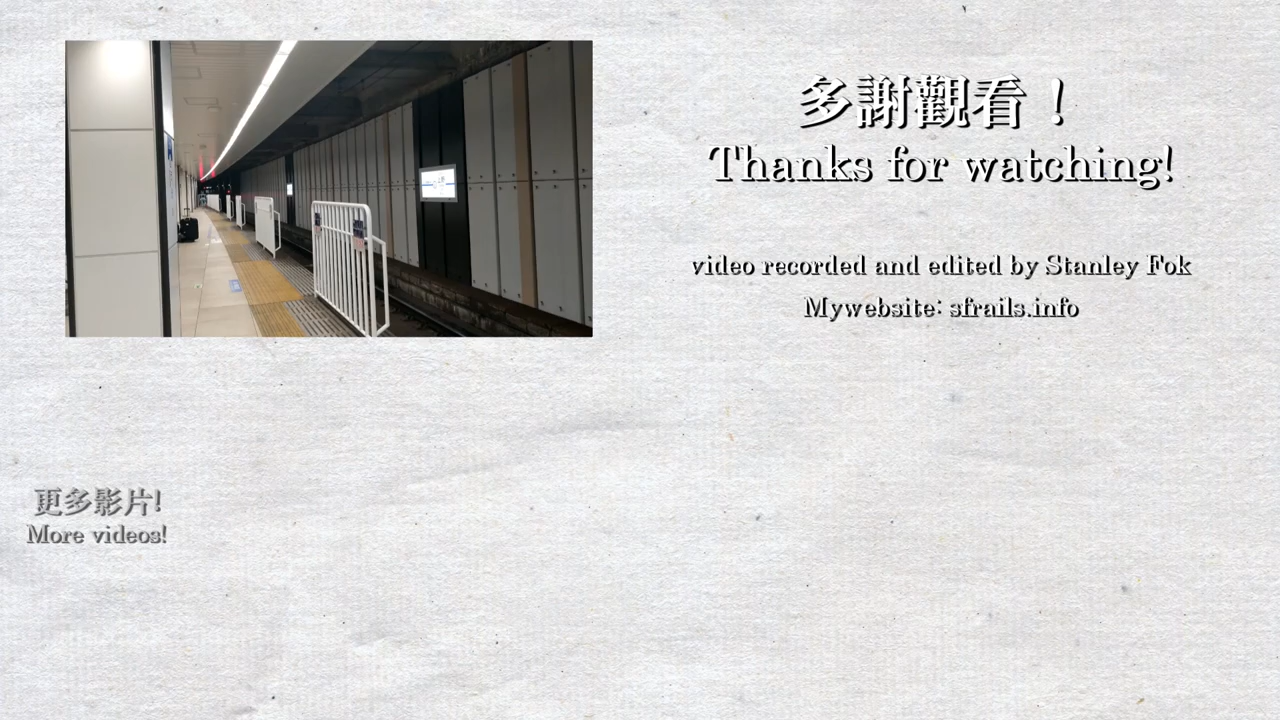 多謝觀看！
Thanks for watching!
video recorded and edited by Stanley Fok
Mywebsite: sfrails.info
更多影片!
More videos!